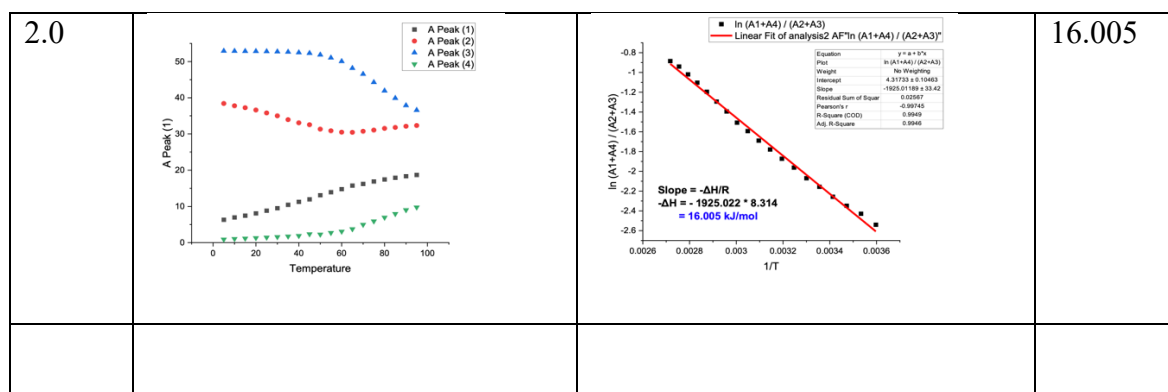 2.0
A Peak (1)
A Peak (2)
A Peak (3)
A Peak (4)
50
40
30
20
10
0
A Peak (1)
0 20 40 60 80 100
Temperature
ln (A1+A4) / (A2+A3)
Linear Fit of analysis2 AF"ln (A1+A4) / (A2+A3)"
-0.8
-1
-1.2
-1.4
-1.6
-1.8
-2
-2.2
-2.4
-2.6
ln (A1+A4) / (A2+A3)
Equation y = a + b*x
Plot ln (A1+A4) / (A2+A3)
Weight No Weighting
Intercept 4.31733 ± 0.10463
Slope -1925.01189 ± 33.42
Residual Sum of Squar 0.02567
Pearson's r -0.99745
R-Square (COD) 0.9949
Adj. R-Square 0.9946
Slope = -ΔH/R
-ΔH = - 1925.022 * 8.314
= 16.005 kJ/mol
0.0026 0.0028 0.003 0.0032 0.0034 0.0036
1/T
16.005